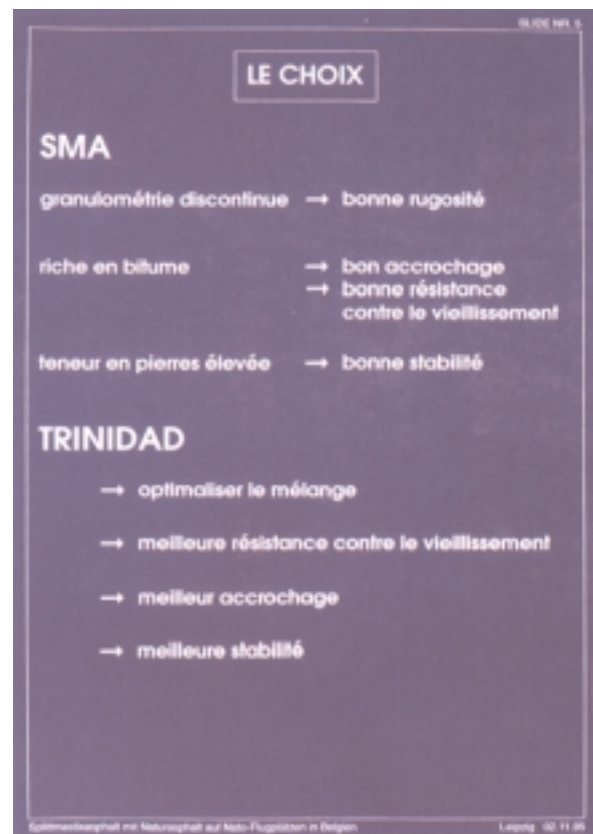 SLIDE NR. 5
LE CHOIX
SMA
granulométrie discontinue → bonne rugosité
riche en bitume → bon accrochage
→ bonne résistance
contre le vieillissement
teneur en pierres élevée → bonne stabilité
TRINIDAD
→ optimaliser le mélange
→ meilleure résistance contre le vieillissement
→ meilleur accrochage
→ meilleure stabilité
Splittmastixasphalt mit Naturasphalt auf Nato-Flugplätzen in Belgien Leipzig 02.11.95